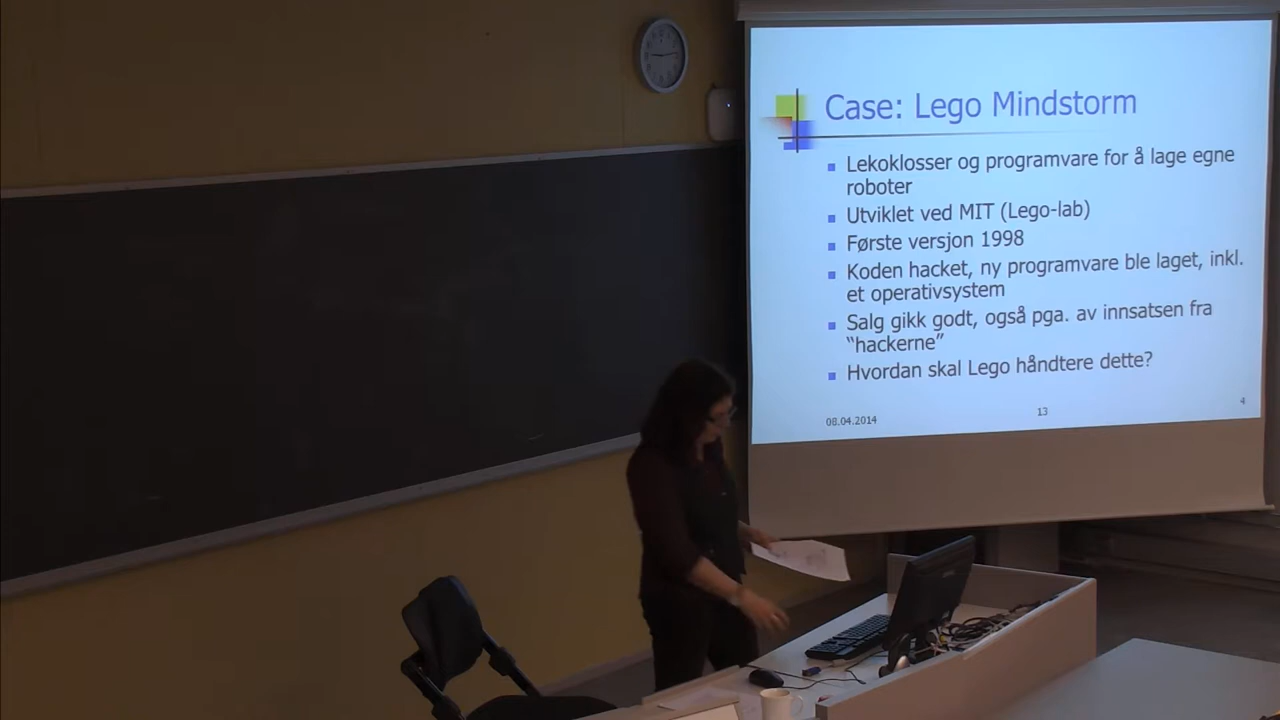 Case: Lego Mindstorm
Lekoklosser og programvare for å lage egne
roboter
Utviklet ved MIT (Lego-lab)
Første versjon 1998
Koden hacket, ny programvare ble laget, inkl.
et operativsystem
Salg gikk godt, også pga. av innsatsen fra
“hackerne”
Hvordan skal Lego håndtere dette?
08.04.2014 13 4